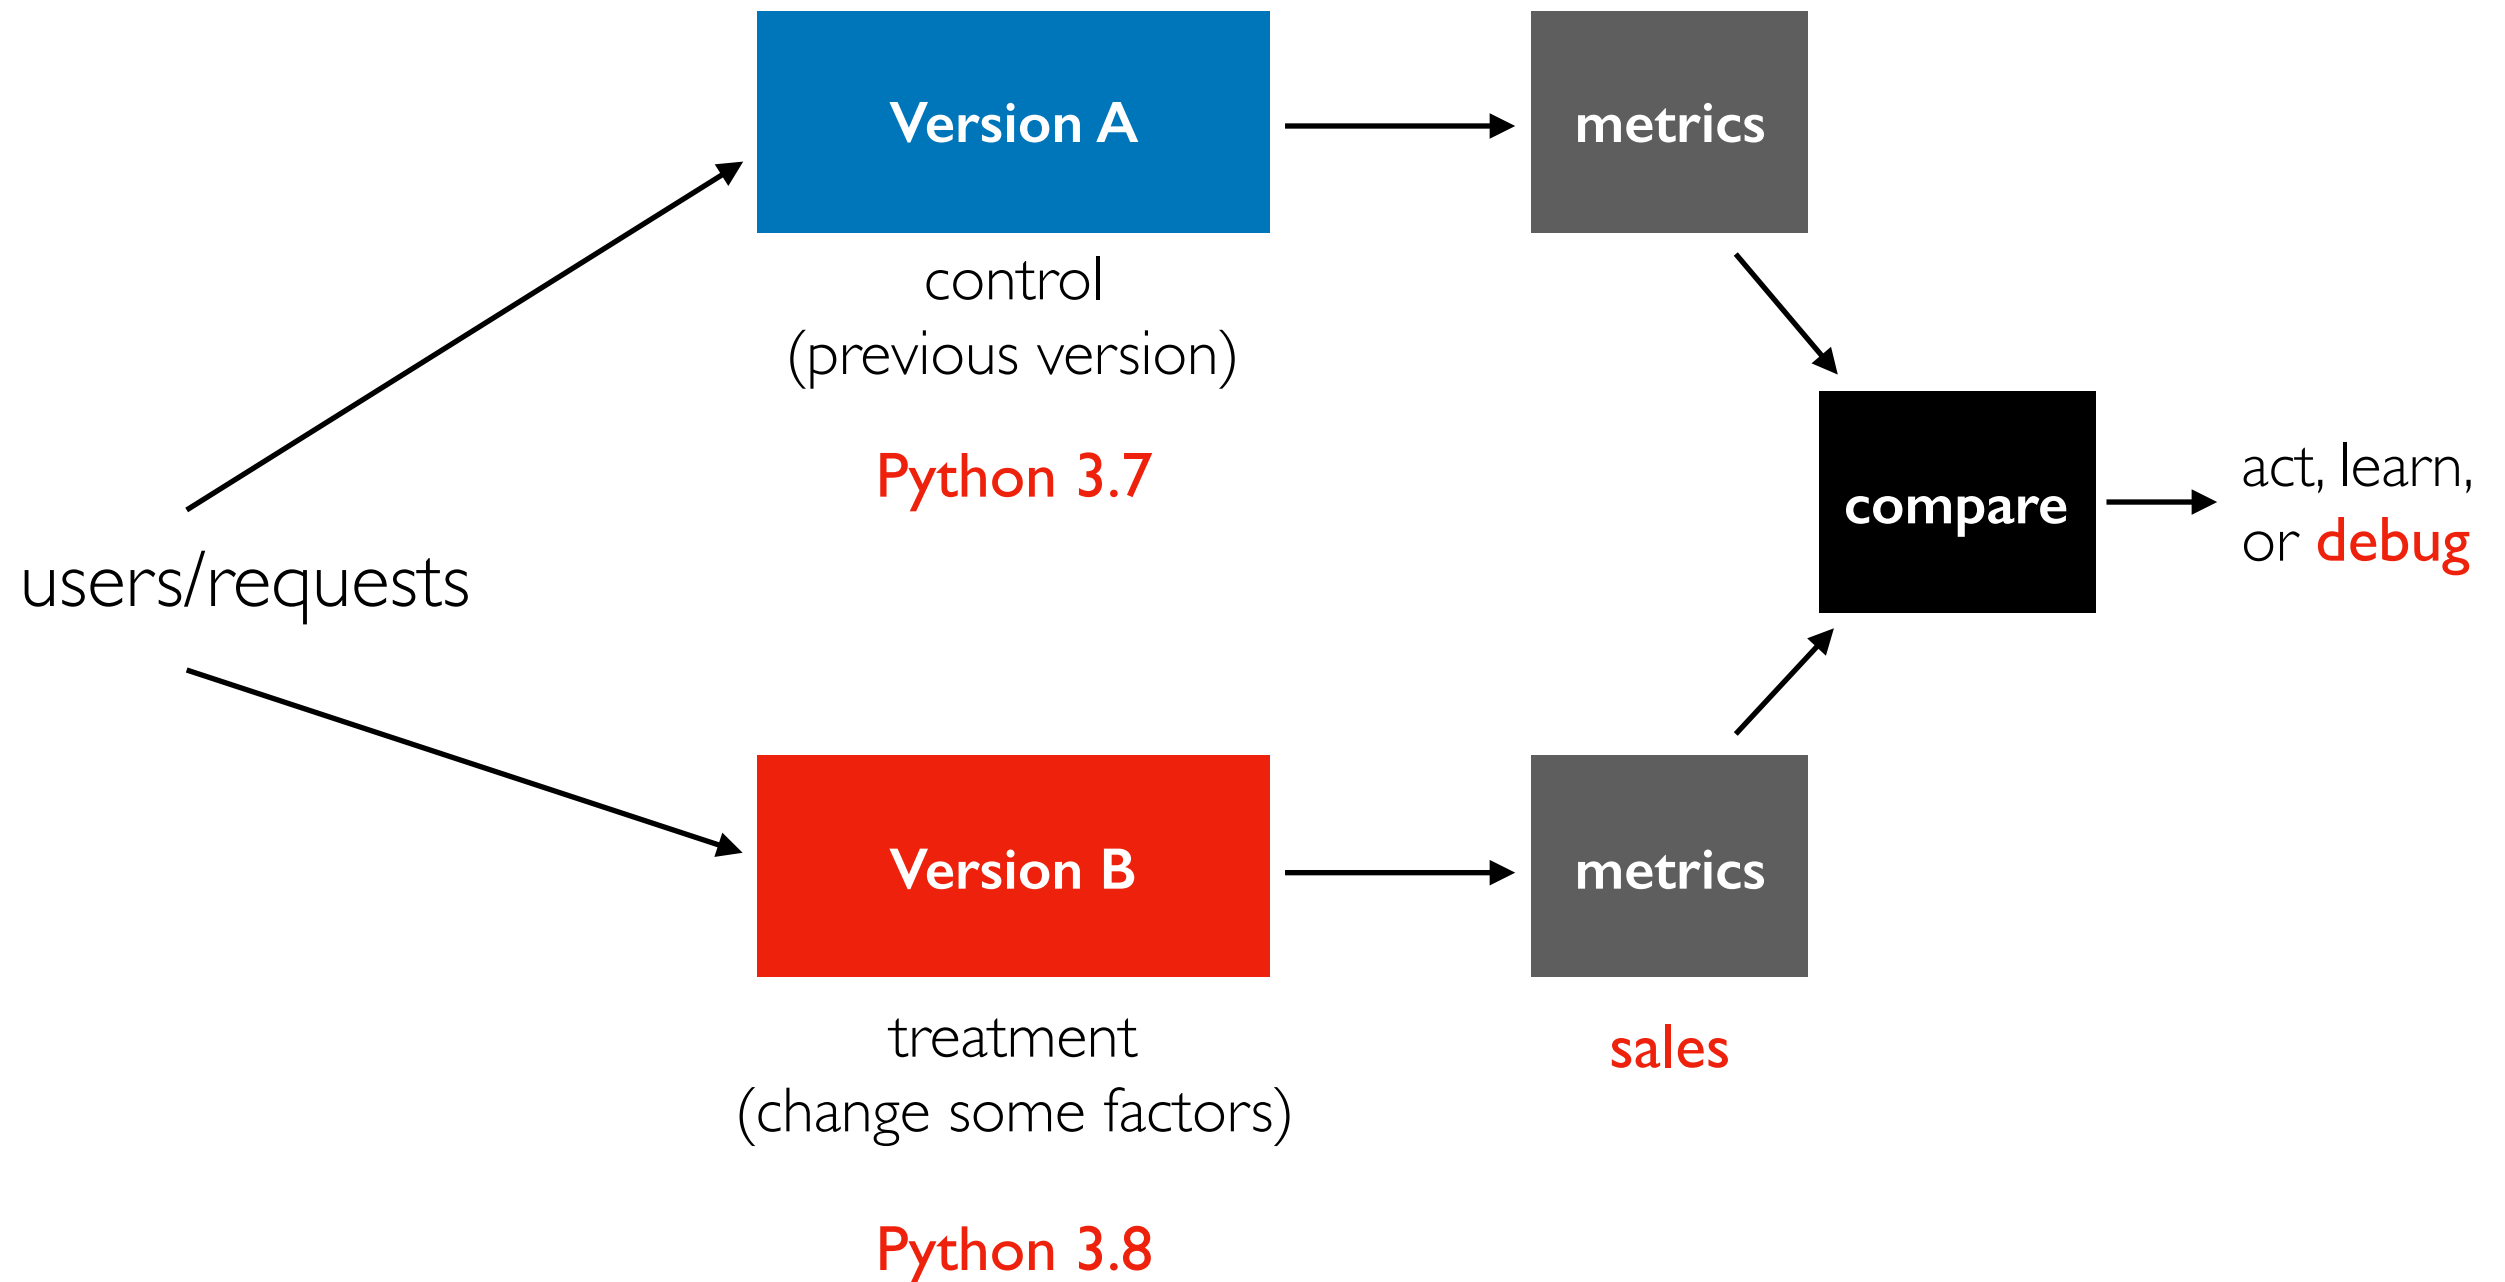 Version A
metrics
control
(previous version)
Python 3.7
users/requests
compare
act, learn,
or debug
Version B
metrics
treatment
(change some factors)
sales
Python 3.8